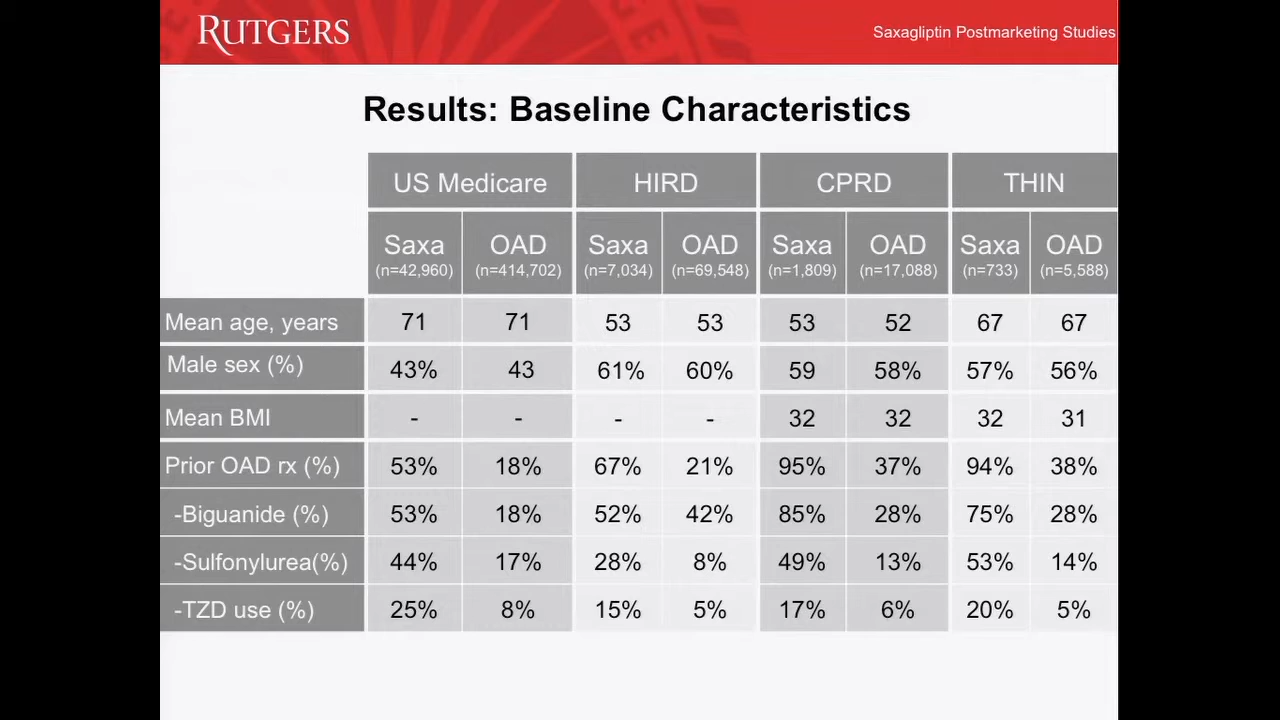 RUTGERS
Saxagliptin Postmarketing Studies
Results: Baseline Characteristics
US Medicare HIRD CPRD THIN
Saxa OAD Saxa OAD Saxa OAD Saxa OAD
(n=42,960) (n=414,702) (n=7,034) (n=69,548) (n=1,809) (n=17,088) (n=733) (n=5,588)
Mean age, years 71 71 53 53 53 52 67 67
Male sex (%) 43% 43 61% 60% 59 58% 57% 56%
Mean BMI - - - - 32 32 32 31
Prior OAD rx (%) 53% 18% 67% 21% 95% 37% 94% 38%
-Biguanide (%) 53% 18% 52% 42% 85% 28% 75% 28%
-Sulfonylurea(%) 44% 17% 28% 8% 49% 13% 53% 14%
-TZD use (%) 25% 8% 15% 5% 17% 6% 20% 5%